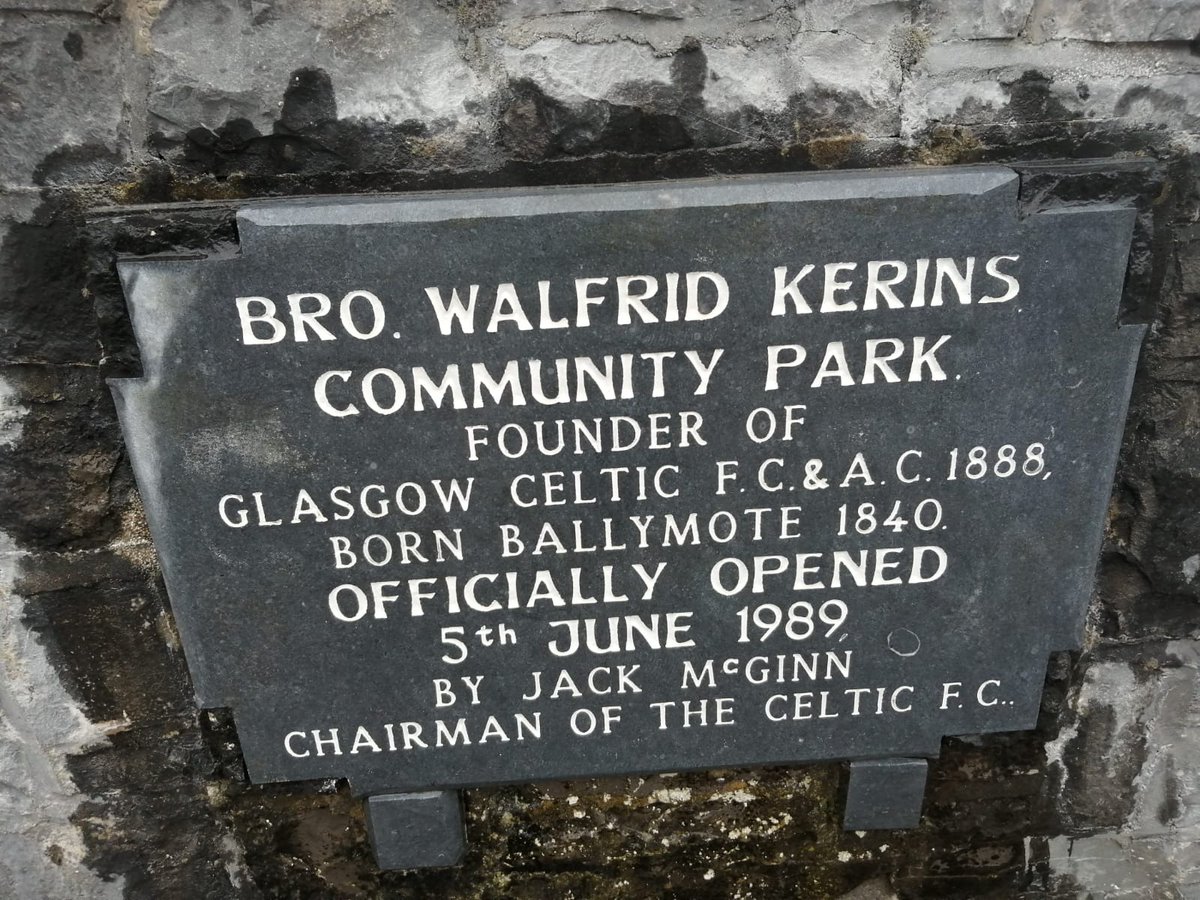 BRO. WALFRID KERINS
COMMUNITY PARK.
FOUNDER OF
GLASGOW CELTIC F.C. & A.C. 1888,
BORN BALLYMOTE 1840.
OFFICIALLY OPENED
5th JUNE 1989,
BY JACK McGINN
CHAIRMAN OF THE CELTIC F.C..